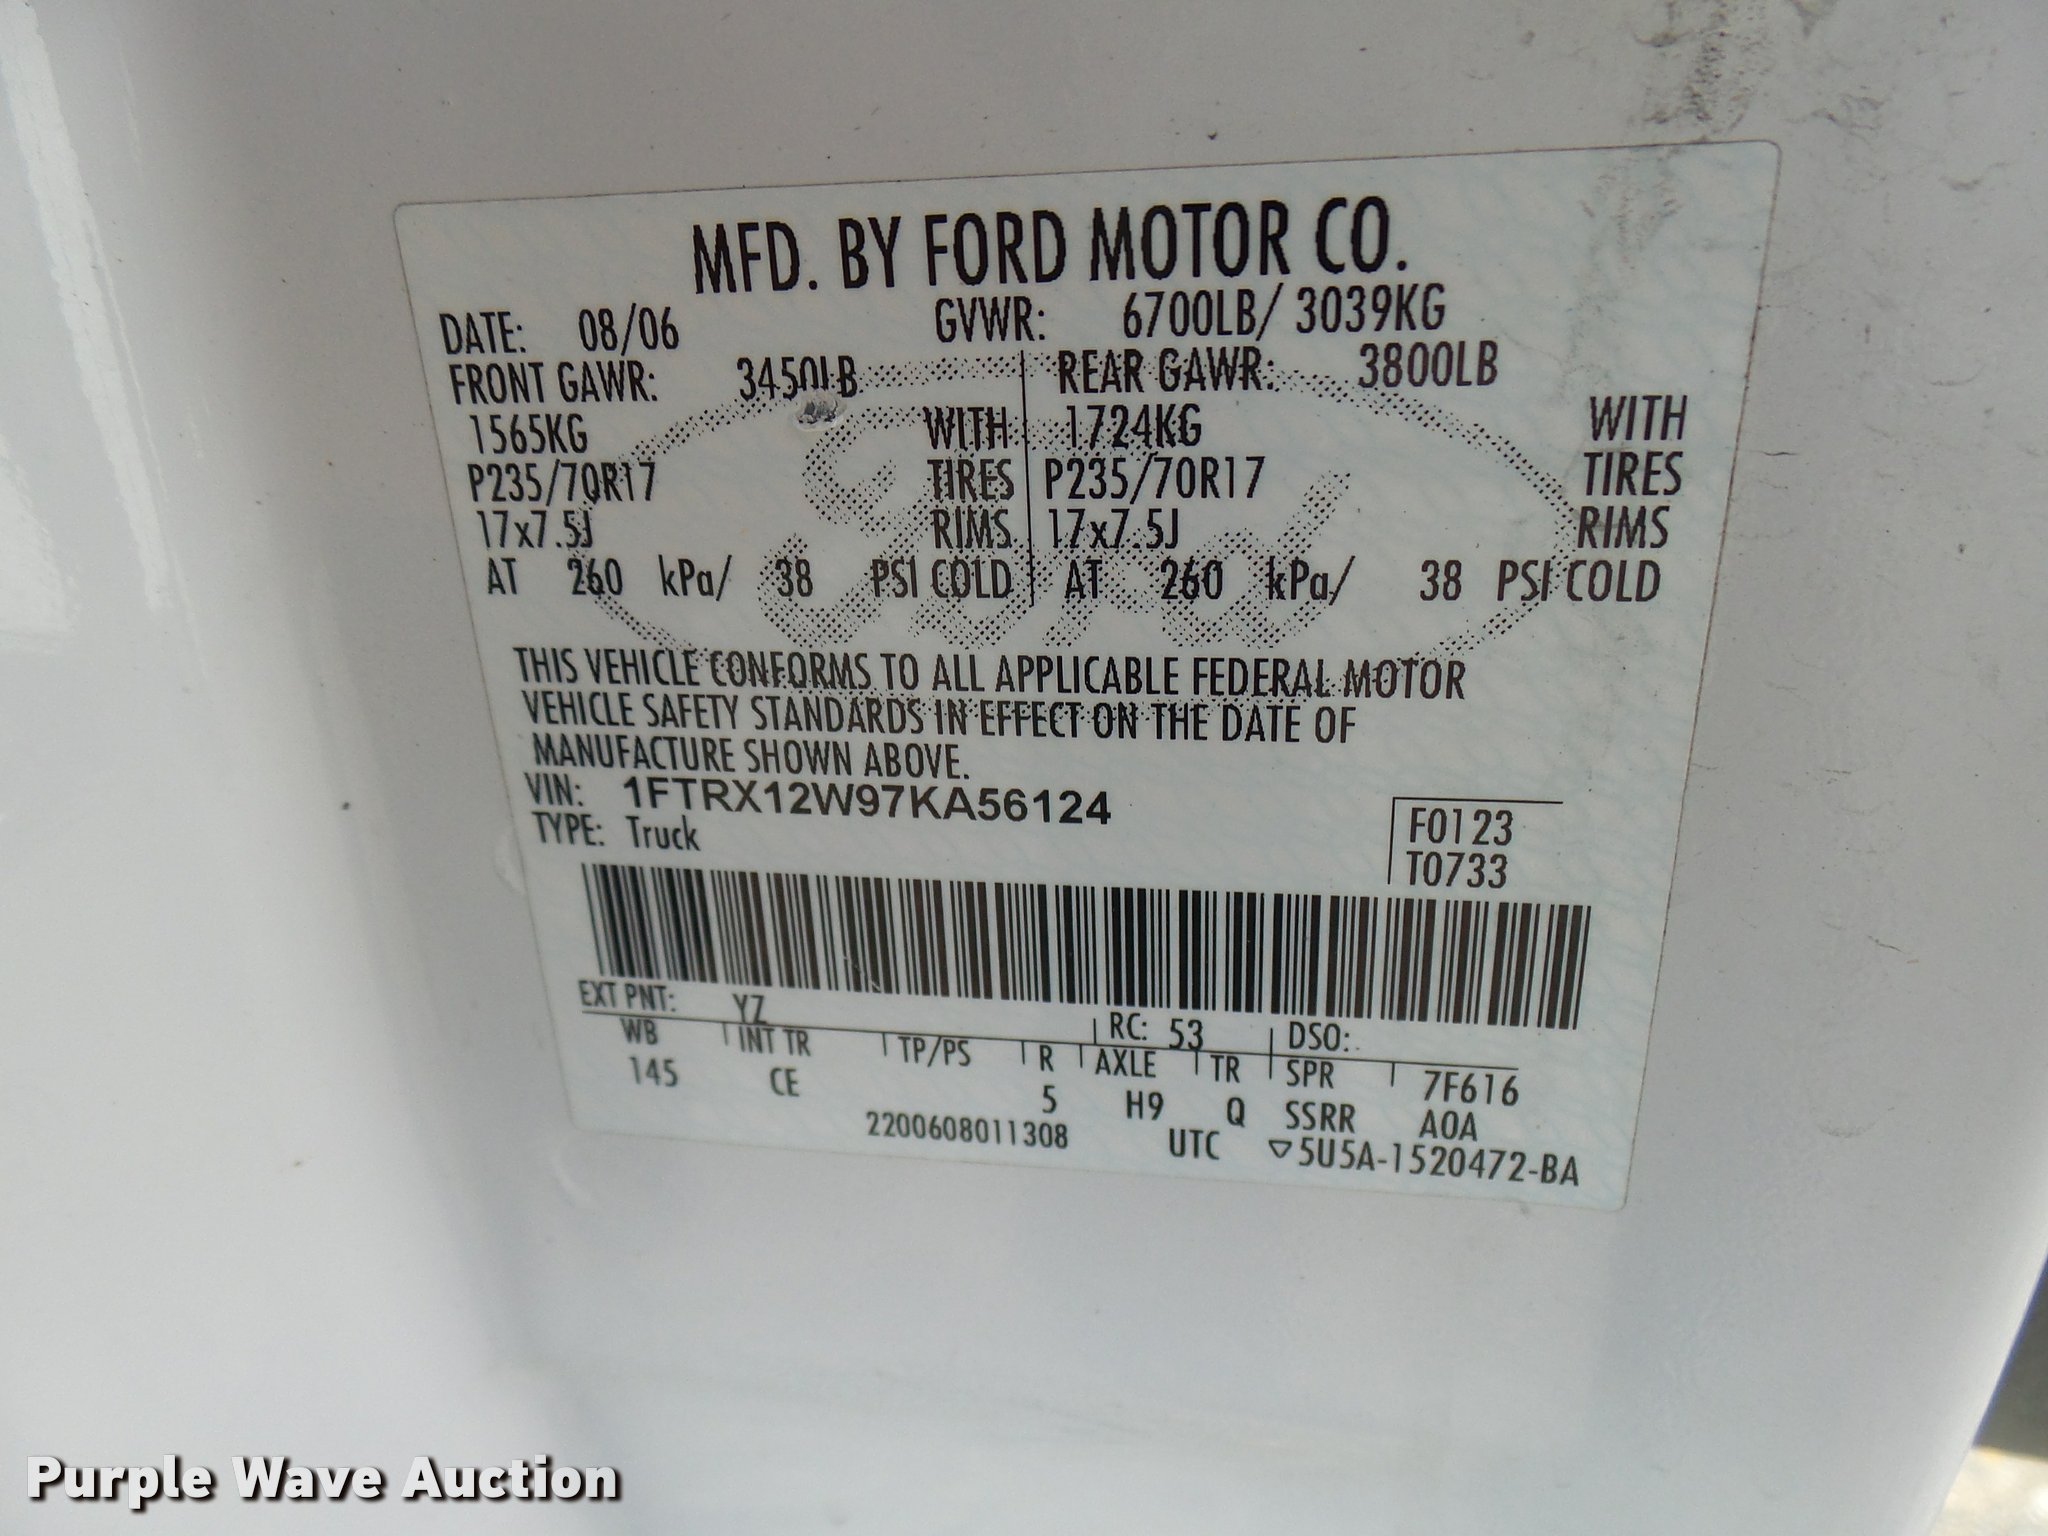 MFD. BY FORD MOTOR CO.
DATE: 08/06 GVWR: 6700LB/ 3039KG
FRONT GAWR: 3450LB REAR GAWR: 3800LB
1565KG WITH 1724KG WITH
P235/70R17 TIRES P235/70R17 TIRES
17x7.5J RIMS 17x7.5J RIMS
AT 260 kPa/ 38 PSI COLD AT 260 kPa/ 38 PSI COLD
Ford
THIS VEHICLE CONFORMS TO ALL APPLICABLE FEDERAL MOTOR
VEHICLE SAFETY STANDARDS IN EFFECT ON THE DATE OF
MANUFACTURE SHOWN ABOVE.
VIN: 1FTRX12W97KA56124 F0123
TYPE: Truck T0733
EXT PNT: YZ RC: 53 DSO:
WB INT TR TP/PS R AXLE TR SPR 7F616
145 CE 5 H9 Q SSRR A0A
2200608011308 UTC ▽5U5A-1520472-BA
Purple Wave Auction